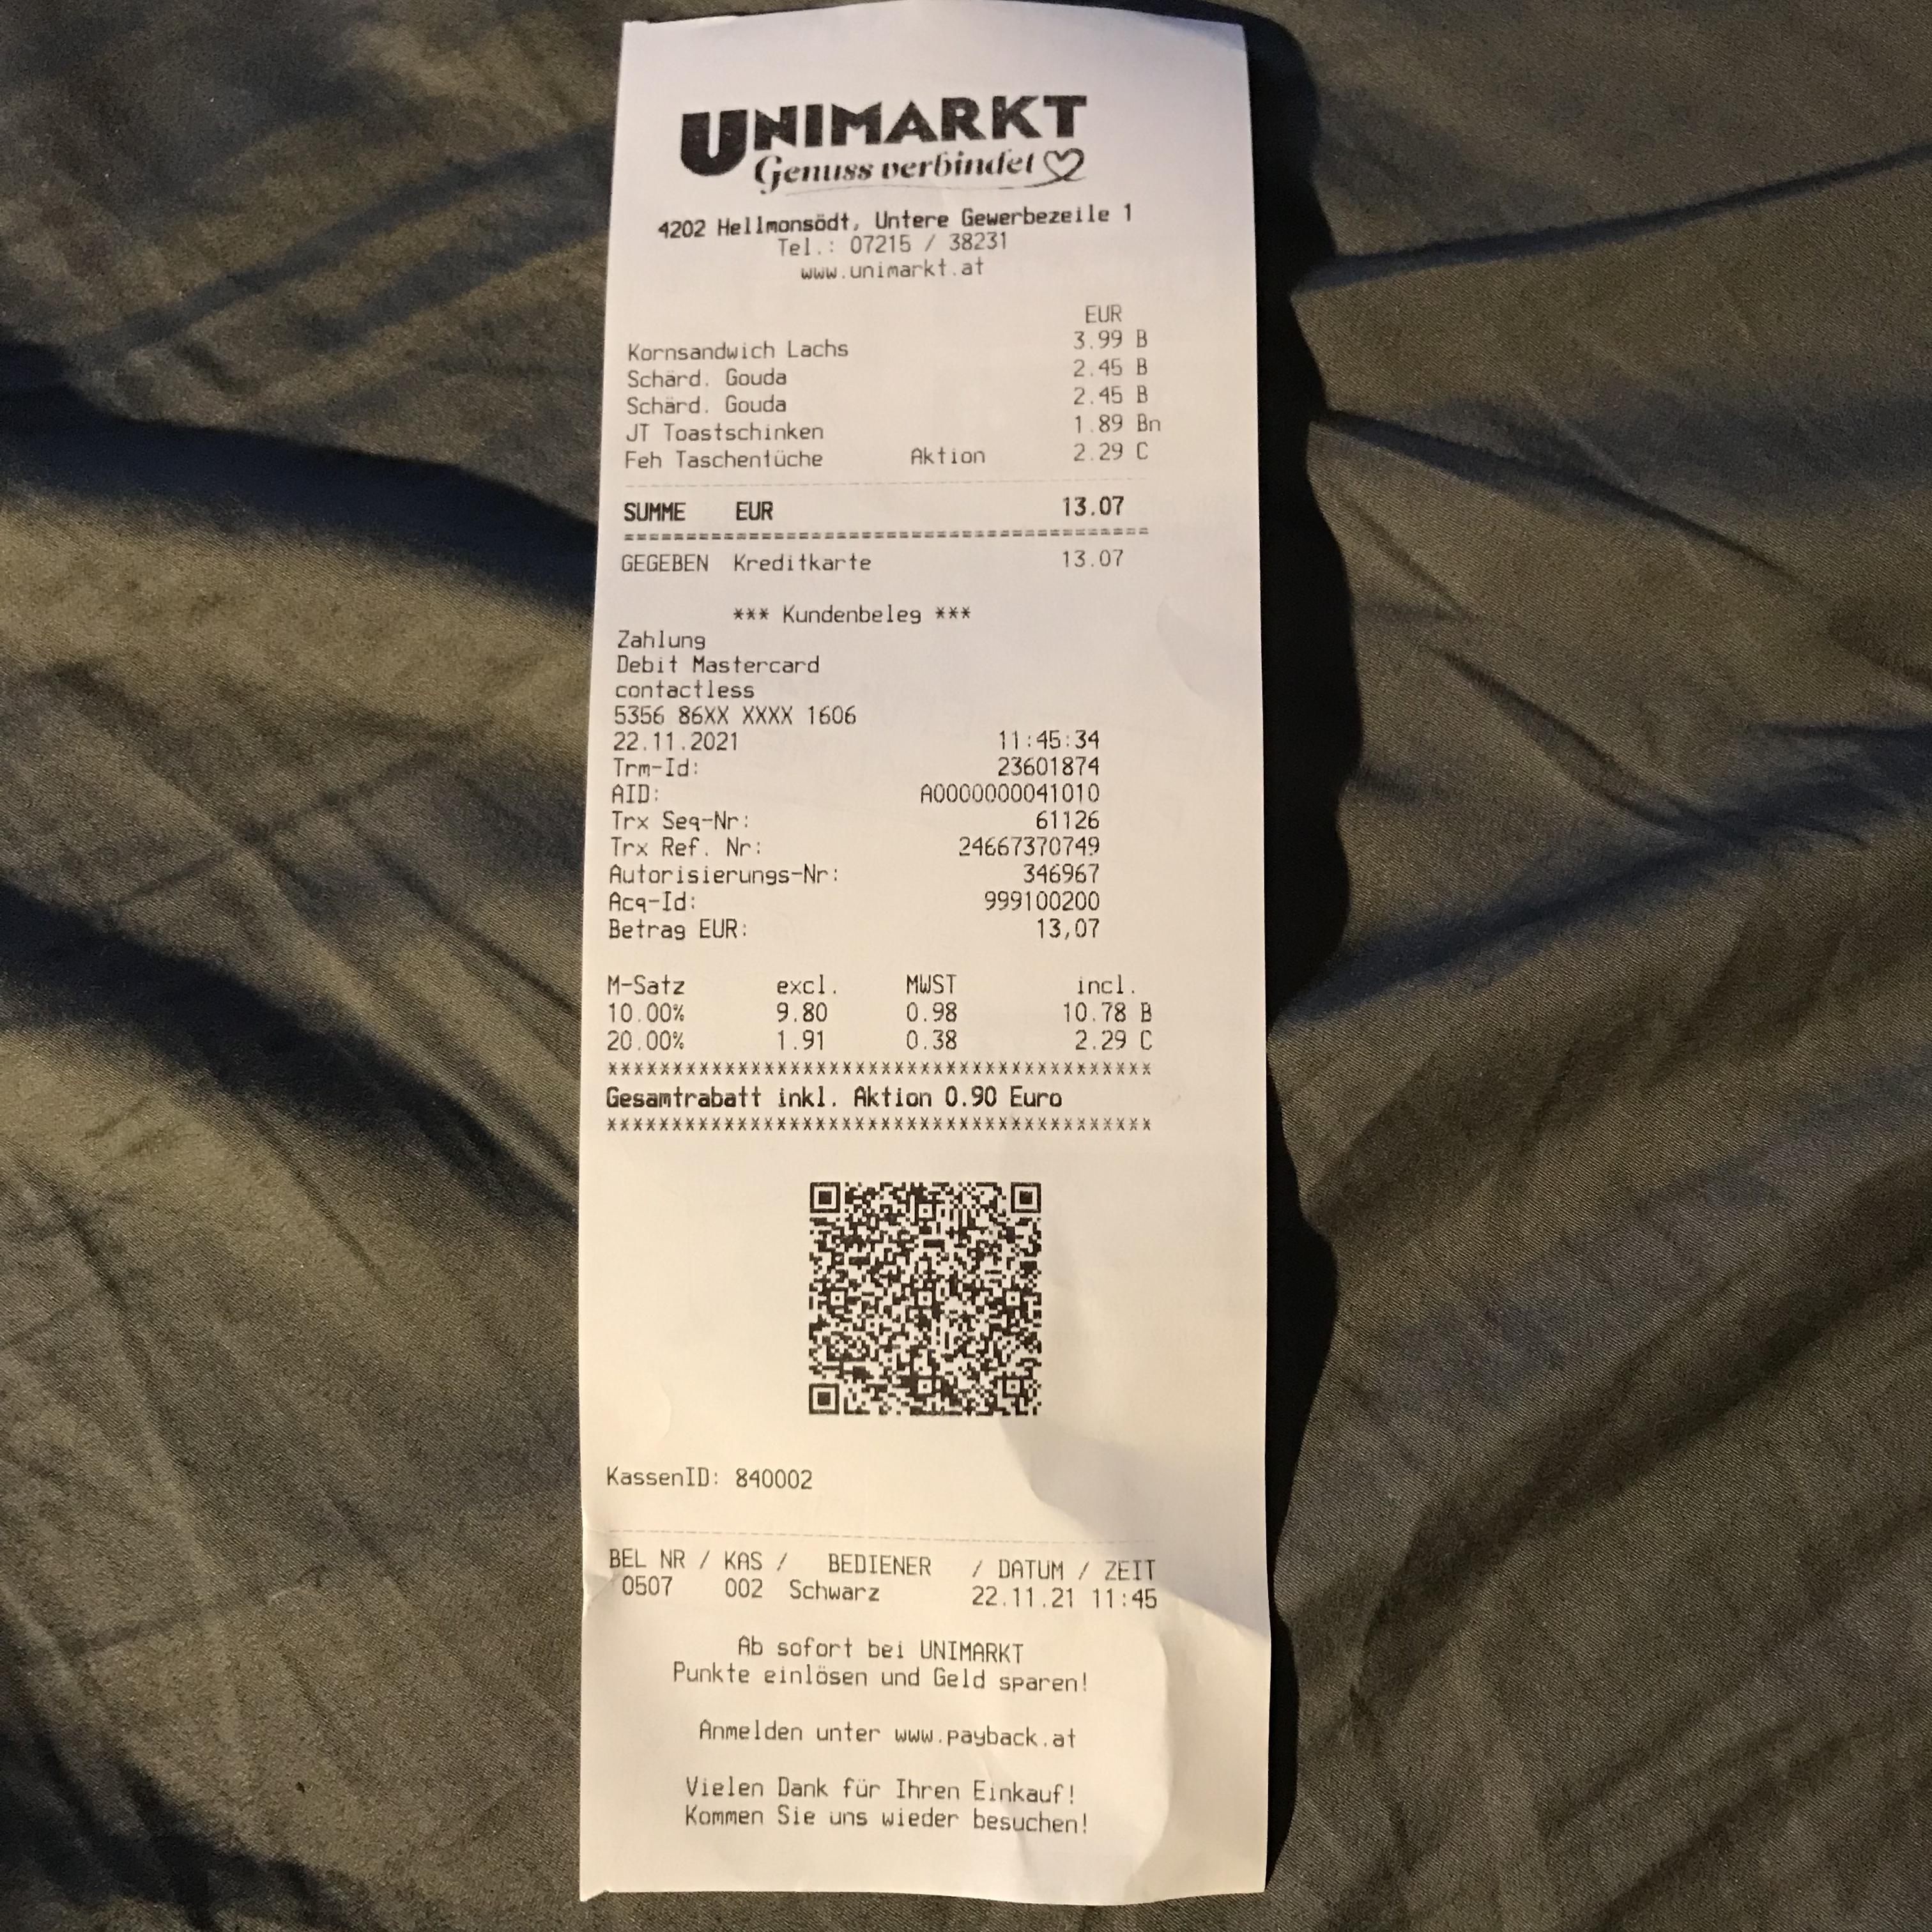 UNIMARKT
Genuss verbindet
4202 Hellmonsödt, Untere Gewerbezeile 1
Tel.: 07215 / 38231
www.unimarkt.at
EUR
Kornsandwich Lachs 3.99 B
Schärd. Gouda 2.45 B
Schärd. Gouda 2.45 B
JT Toastschinken 1.89 Bn
Feh Taschentüche Aktion 2.29 C
SUMME EUR 13.07
========================================
GEGEBEN Kreditkarte 13.07
*** Kundenbeleg ***
Zahlung
Debit Mastercard
contactless
5356 86XX XXXX 1606
22.11.2021 11:45:34
Trm-Id: 23601874
AID: A0000000041010
Trx Seq-Nr: 61126
Trx Ref. Nr: 24667370749
Autorisierungs-Nr: 346967
Acq-Id: 999100200
Betrag EUR: 13,07
M-Satz excl. MWST incl.
10.00% 9.80 0.98 10.78 B
20.00% 1.91 0.38 2.29 C
******************************************
Gesamtrabatt inkl. Aktion 0.90 Euro
******************************************
KassenID: 840002
BEL NR / KAS / BEDIENER / DATUM / ZEIT
0507 002 Schwarz 22.11.21 11:45
Ab sofort bei UNIMARKT
Punkte einlösen und Geld sparen!
Anmelden unter www.payback.at
Vielen Dank für Ihren Einkauf!
Kommen Sie uns wieder besuchen!